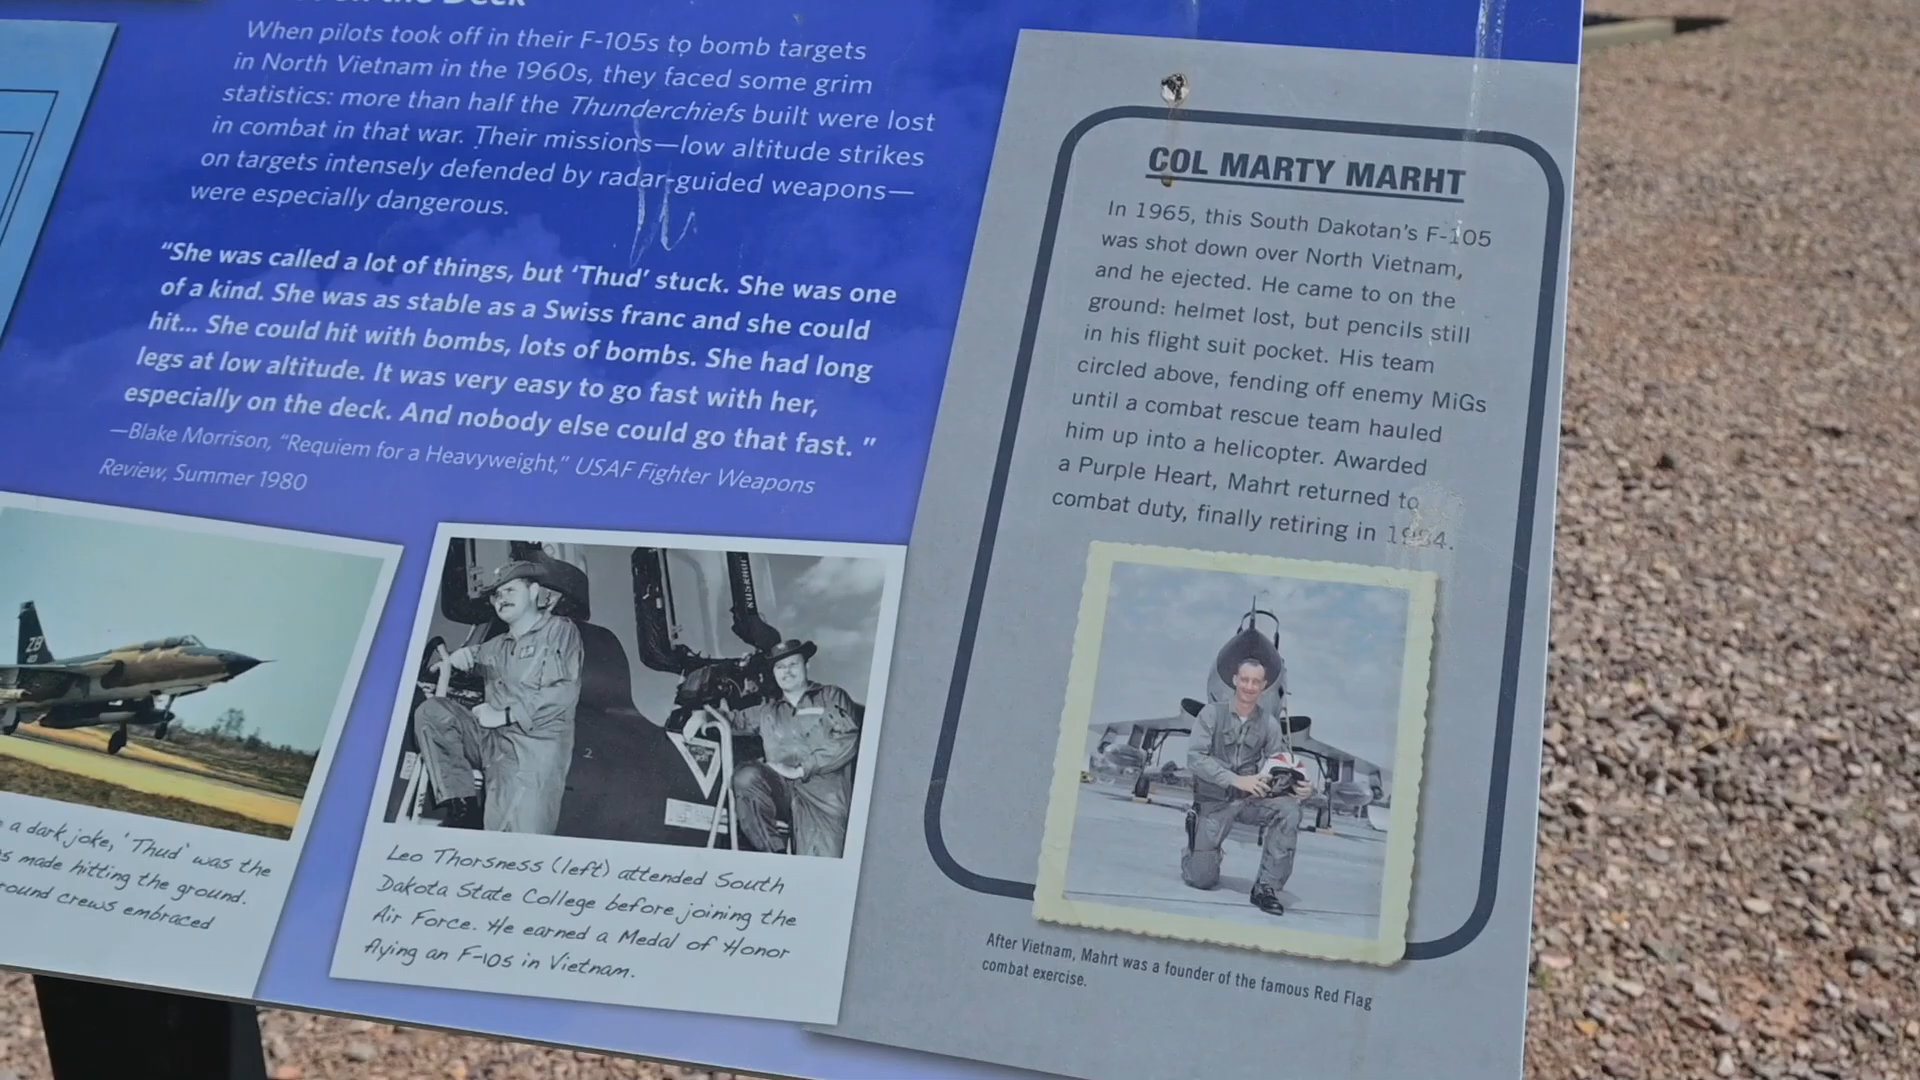 on the Deck
When pilots took off in their F-105s to bomb targets
in North Vietnam in the 1960s, they faced some grim
statistics: more than half the Thunderchiefs built were lost
in combat in that war. Their missions—low altitude strikes
on targets intensely defended by radar-guided weapons—
were especially dangerous.
“She was called a lot of things, but ‘Thud’ stuck. She was one
of a kind. She was as stable as a Swiss franc and she could
hit... She could hit with bombs, lots of bombs. She had long
legs at low altitude. It was very easy to go fast with her,
especially on the deck. And nobody else could go that fast. ”
—Blake Morrison, “Requiem for a Heavyweight,” USAF Fighter Weapons
Review, Summer 1980
ZB
a dark joke, 'Thud' was the
made hitting the ground.
crews embraced
2
Leo Thorsness (left) attended South
Dakota State College before joining the
Air Force. He earned a Medal of Honor
flying an F-105 in Vietnam.
COL MARTY MARHT
In 1965, this South Dakotan’s F-105
was shot down over North Vietnam,
and he ejected. He came to on the
ground: helmet lost, but pencils still
in his flight suit pocket. His team
circled above, fending off enemy MiGs
until a combat rescue team hauled
him up into a helicopter. Awarded
a Purple Heart, Mahrt returned to
combat duty, finally retiring in
After Vietnam, Mahrt was a founder of the famous Red Flag
combat exercise.